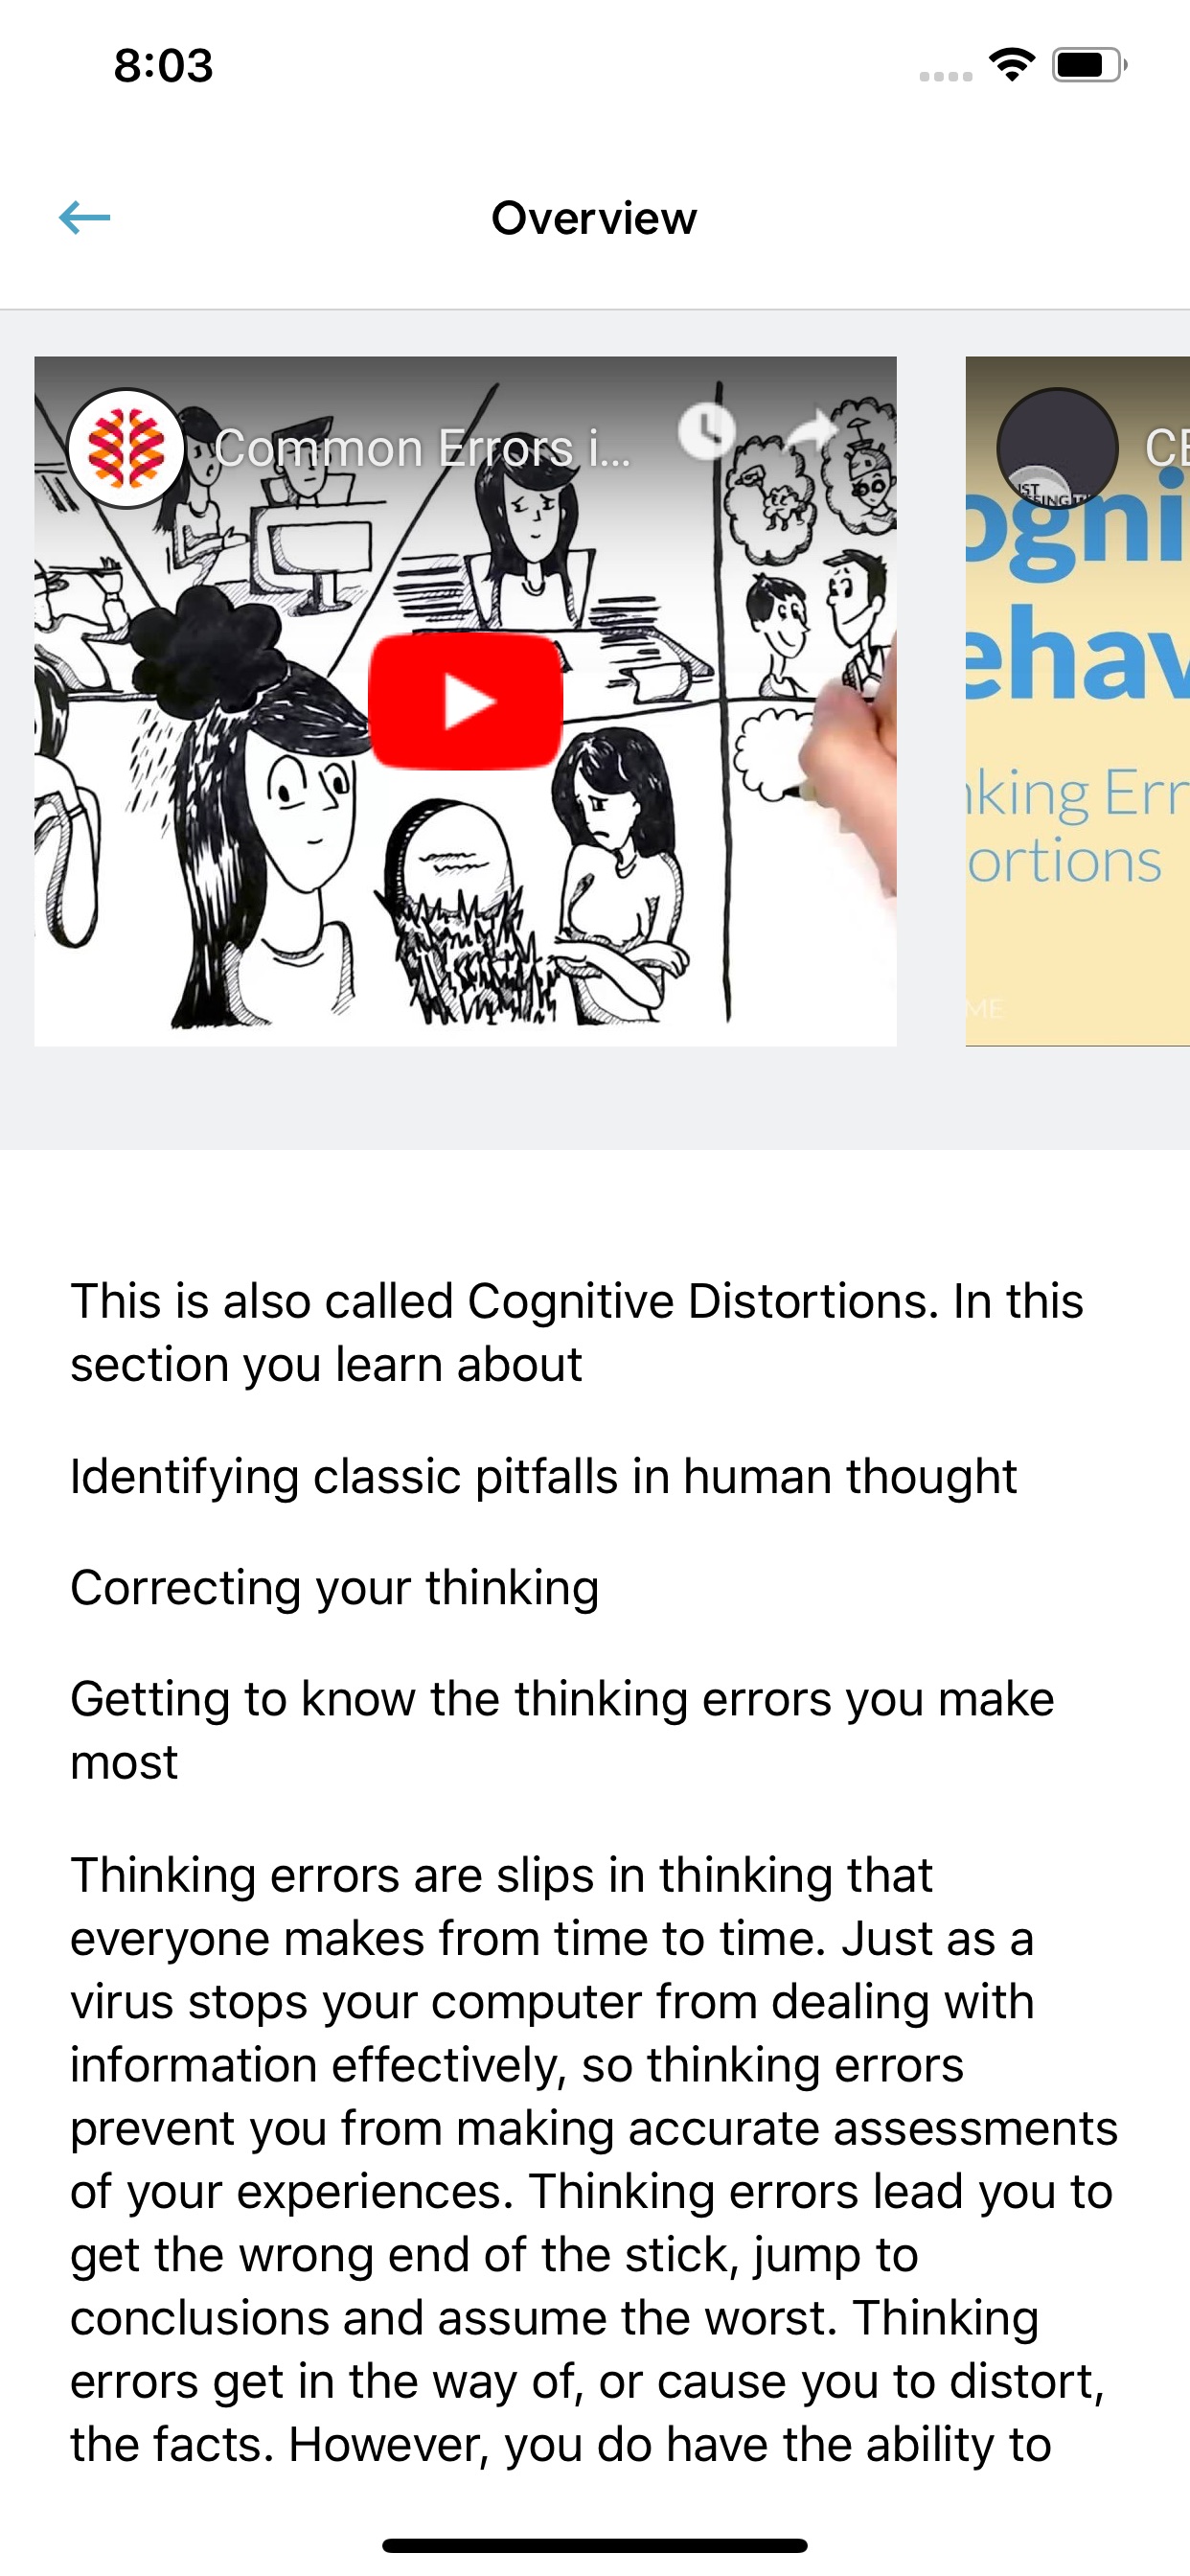 8:03
Overview
Common Errors i...
CB
ogni
ehav
nking Err
ortions
ME
This is also called Cognitive Distortions. In this
section you learn about
Identifying classic pitfalls in human thought
Correcting your thinking
Getting to know the thinking errors you make
most
Thinking errors are slips in thinking that
everyone makes from time to time. Just as a
virus stops your computer from dealing with
information effectively, so thinking errors
prevent you from making accurate assessments
of your experiences. Thinking errors lead you to
get the wrong end of the stick, jump to
conclusions and assume the worst. Thinking
errors get in the way of, or cause you to distort,
the facts. However, you do have the ability to